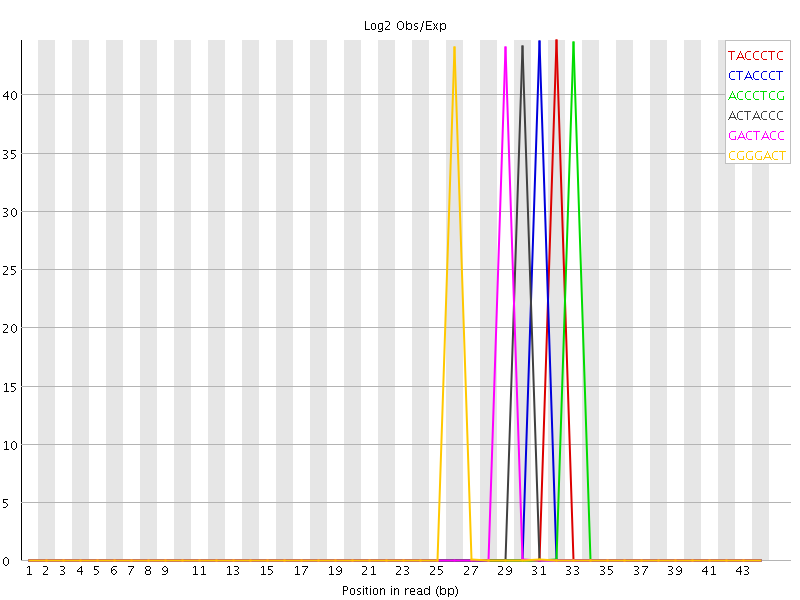 Log2 Obs/Exp
TACCCTC
CTACCCT
ACCCTCG
ACTACCC
GACTACC
CGGGACT
40
35
30
25
20
15
10
5
0
1 2 3 4 5 6 7 8 9 11 13 15 17 19 21 23 25 27 29 31 33 35 37 39 41 43
Position in read (bp)